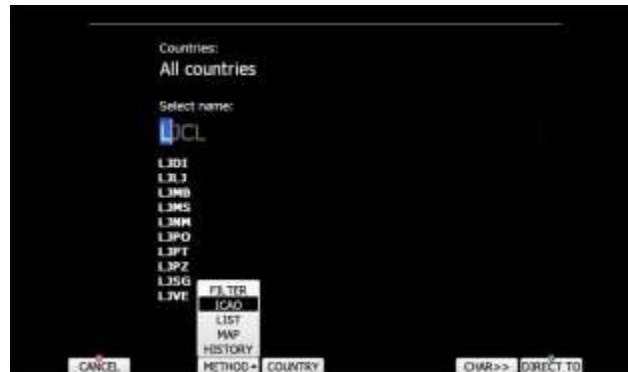 Countries:
All countries
Select name:
LJCL
LJDI
LJLJ
LJMB
LJMS
LJNM
LJPO
LJPT
LJPZ
LJSG
LJVE
FILTER
ICAO
LIST
MAP
HISTORY
CANCEL METHOD COUNTRY CHAR>> DIRECT TO